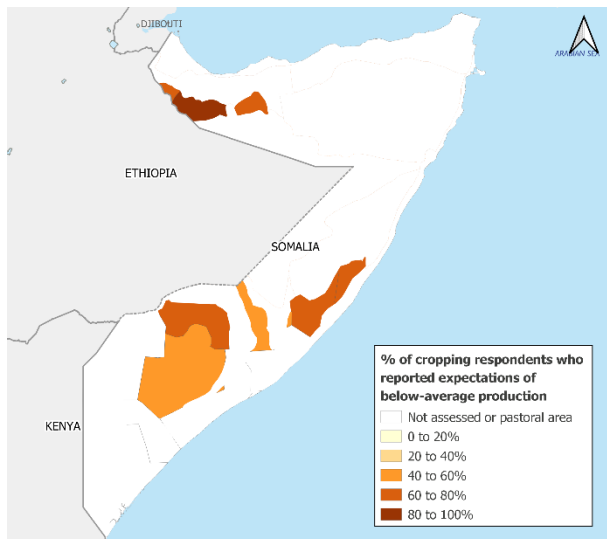 DJIBOUTI
ARABIAN SEA
ETHIOPIA
SOMALIA
KENYA
% of cropping respondents who
reported expectations of
below-average production
Not assessed or pastoral area
0 to 20%
20 to 40%
40 to 60%
60 to 80%
80 to 100%